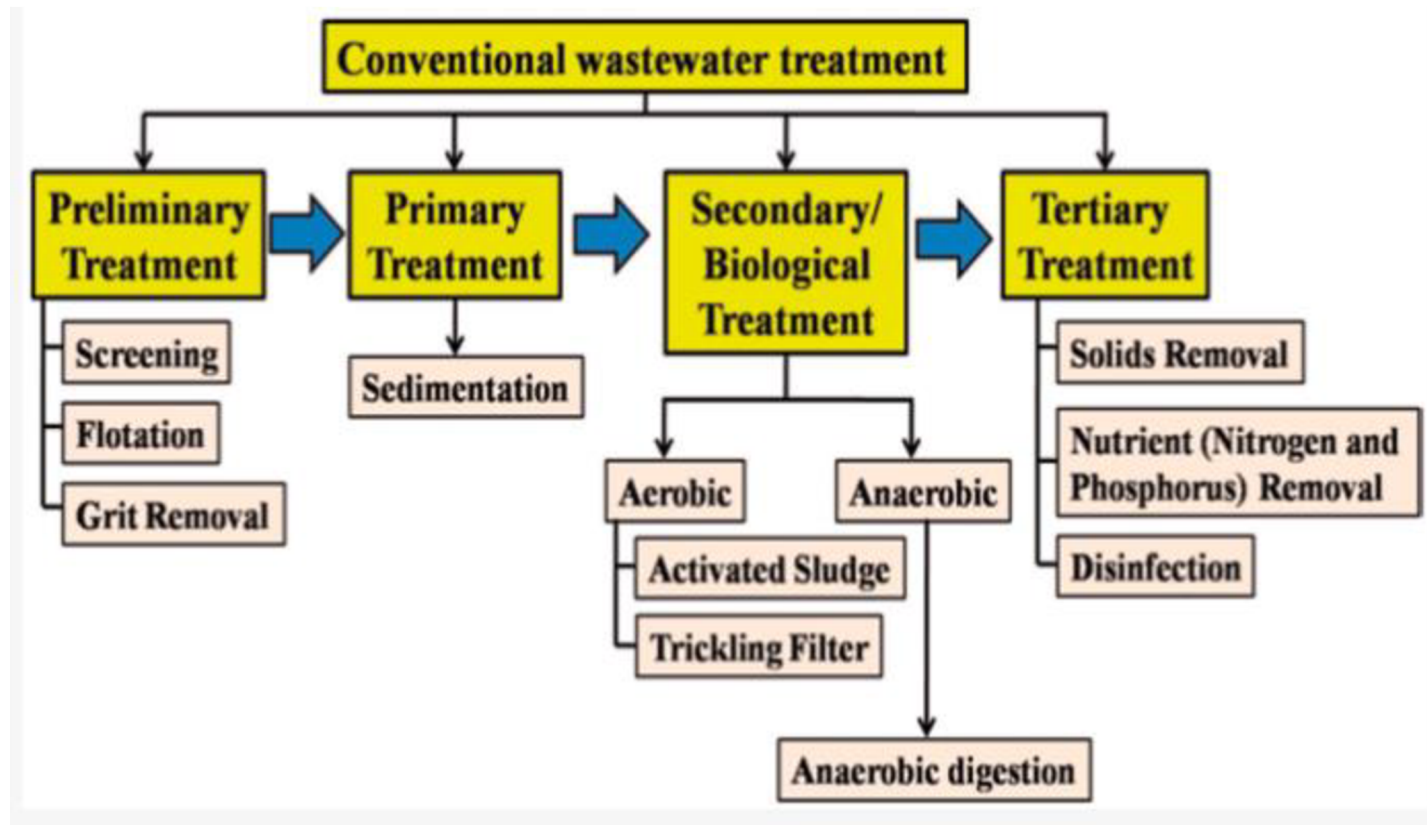 Conventional wastewater treatment
Preliminary
Treatment
Primary
Treatment
Secondary/
Biological
Treatment
Tertiary
Treatment
Screening
Flotation
Grit Removal
Sedimentation
Aerobic
Activated Sludge
Trickling Filter
Anaerobic
Anaerobic digestion
Solids Removal
Nutrient (Nitrogen and
Phosphorus) Removal
Disinfection